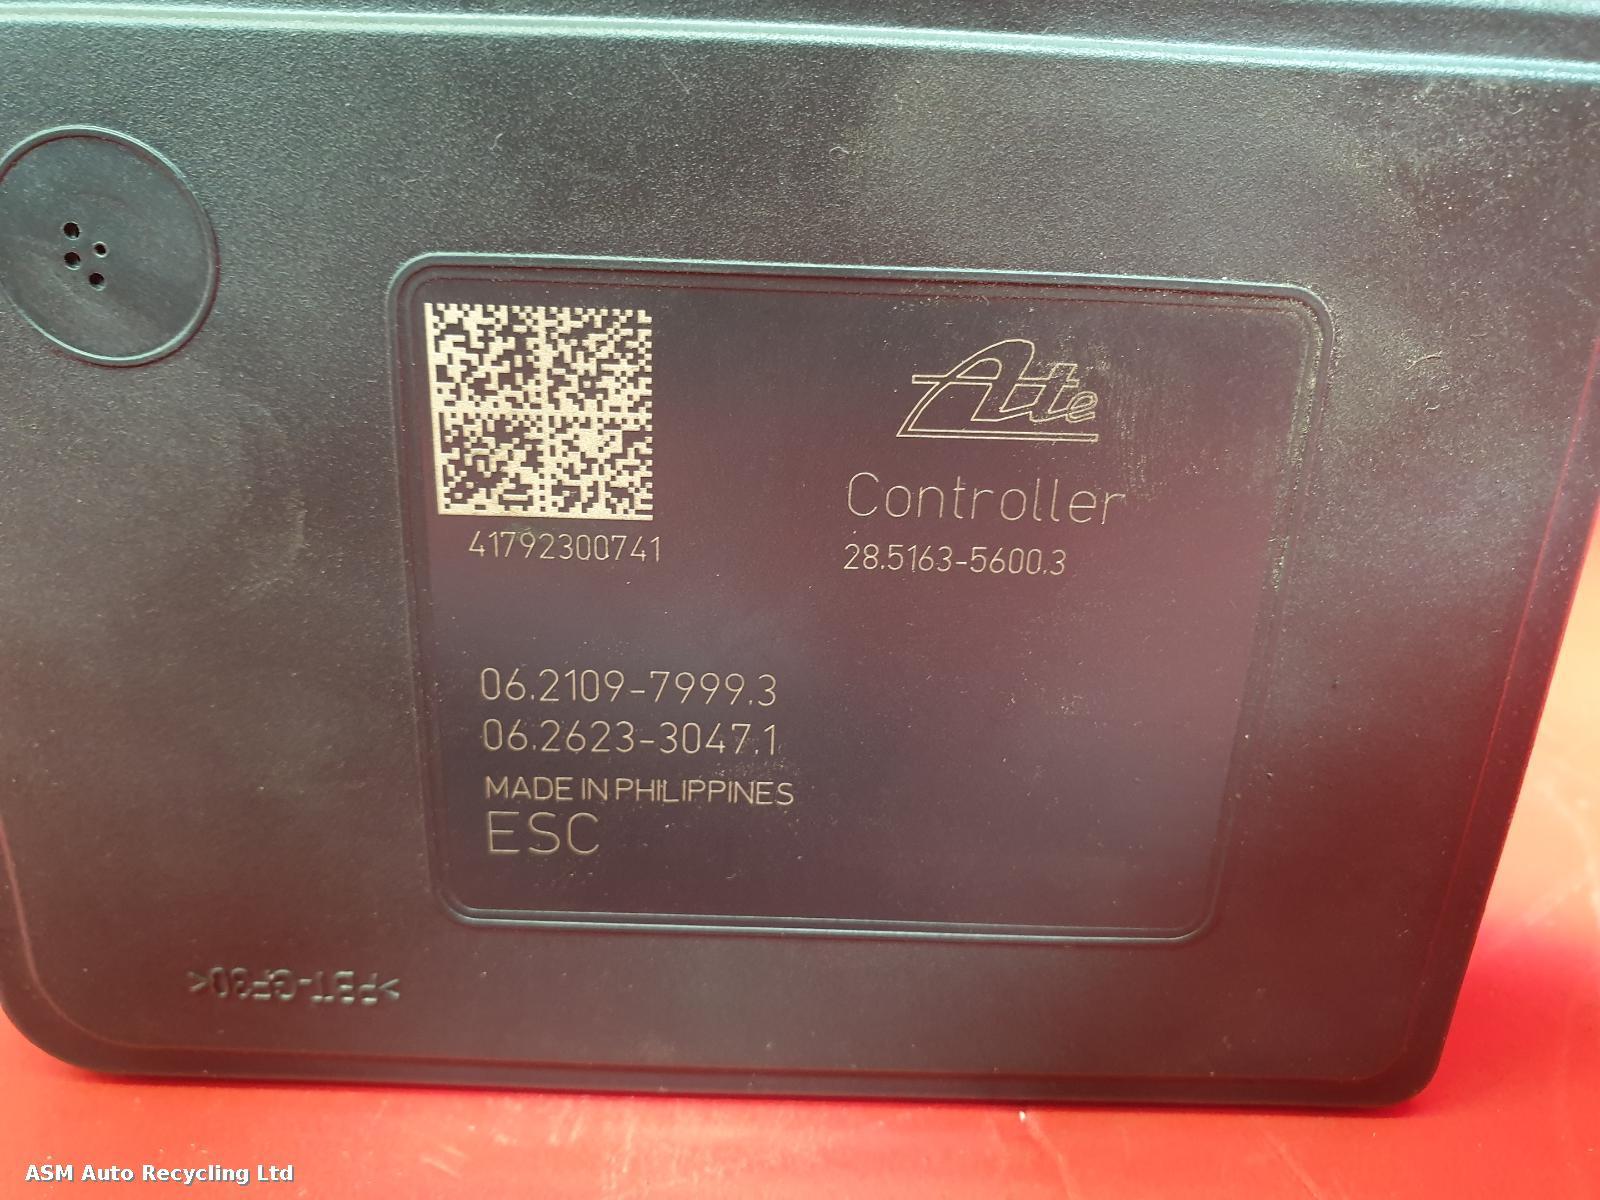 Ate
Controller
41792300741
28.5163-5600.3
06.2109-7999.3
06.2623-3047.1
MADE IN PHILIPPINES
ESC
>PBT-GF30<
ASM Auto Recycling Ltd